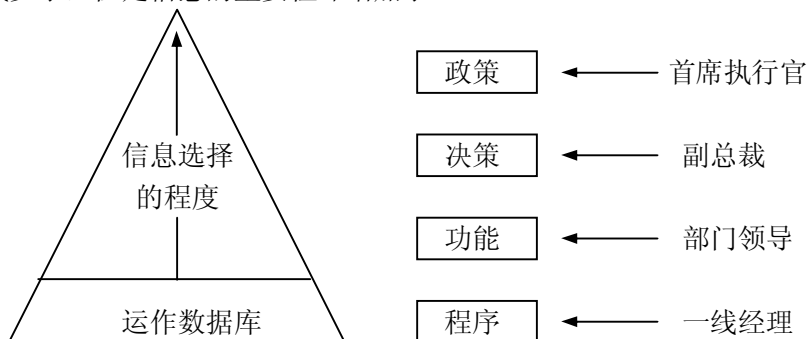 政策 首席执行官
信息选择 决策 副总裁
的程度
功能 部门领导
运作数据库 程序 一线经理